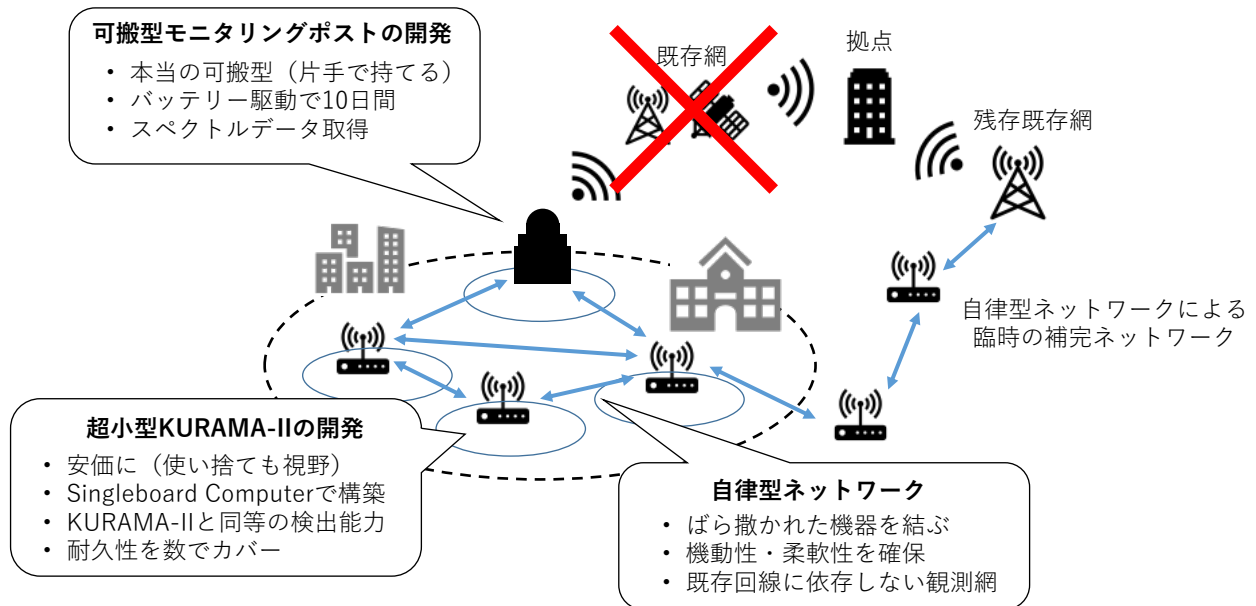 可搬型モニタリングポストの開発
• 本当の可搬型（片手で持てる）
• バッテリー駆動で10日間
• スペクトルデータ取得
既存網
拠点
残存既存網
自律型ネットワークによる
臨時の補完ネットワーク
超小型KURAMA-IIの開発
• 安価に（使い捨ても視野）
• Singleboard Computerで構築
• KURAMA-IIと同等の検出能力
• 耐久性を数でカバー
自律型ネットワーク
• ばら撒かれた機器を結ぶ
• 機動性・柔軟性を確保
• 既存回線に依存しない観測網